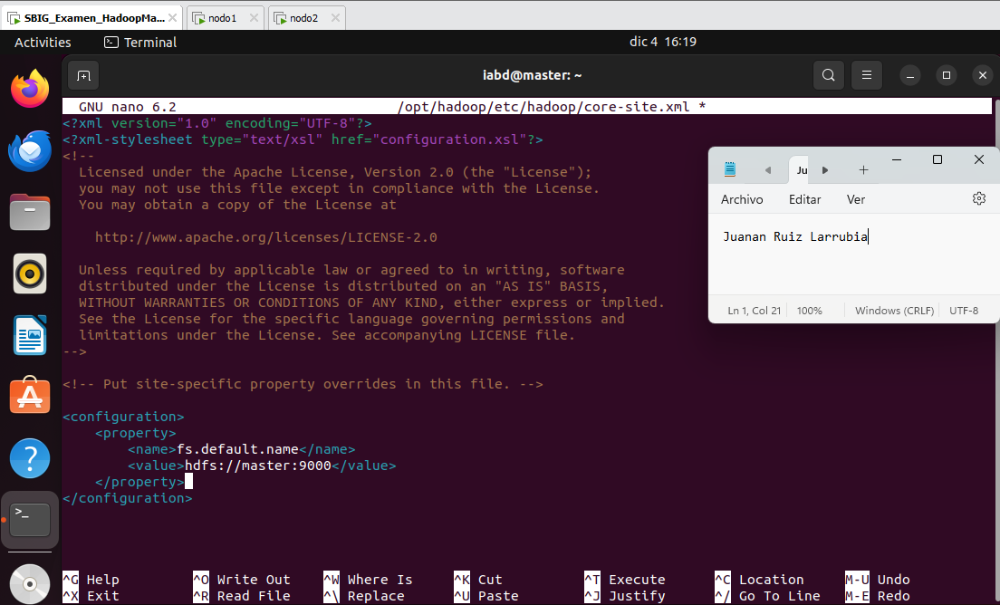 SBIG_Examen_HadoopMa...
nodo1
nodo2
Activities
Terminal
dic 4 16:19
iabd@master: ~
GNU nano 6.2 /opt/hadoop/etc/hadoop/core-site.xml *
<?xml version="1.0" encoding="UTF-8"?>
<?xml-stylesheet type="text/xsl" href="configuration.xsl"?>
<!--
  Licensed under the Apache License, Version 2.0 (the "License");
  you may not use this file except in compliance with the License.
  You may obtain a copy of the License at

    http://www.apache.org/licenses/LICENSE-2.0

  Unless required by applicable law or agreed to in writing, software
  distributed under the License is distributed on an "AS IS" BASIS,
  WITHOUT WARRANTIES OR CONDITIONS OF ANY KIND, either express or implied.
  See the License for the specific language governing permissions and
  limitations under the License. See accompanying LICENSE file.
-->

<!-- Put site-specific property overrides in this file. -->

<configuration>
    <property>
        <name>fs.default.name</name>
        <value>hdfs://master:9000</value>
    </property>
</configuration>
Ju
Archivo Editar Ver
Juanan Ruiz Larrubia
Ln 1, Col 21 100% Windows (CRLF) UTF-8
^G Help ^O Write Out ^W Where Is ^K Cut ^T Execute ^C Location M-U Undo
^X Exit ^R Read File ^\ Replace ^U Paste ^J Justify ^/ Go To Line M-E Redo